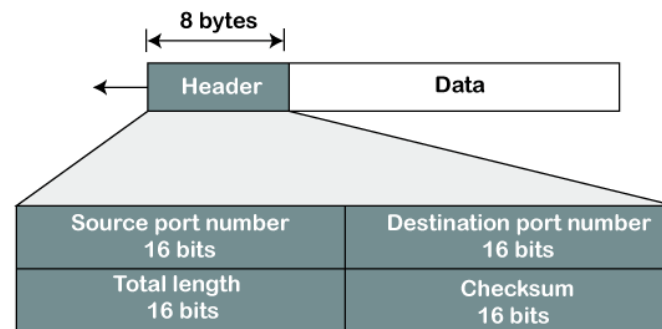 8 bytes
Header
Data
Source port number
16 bits
Destination port number
16 bits
Total length
16 bits
Checksum
16 bits